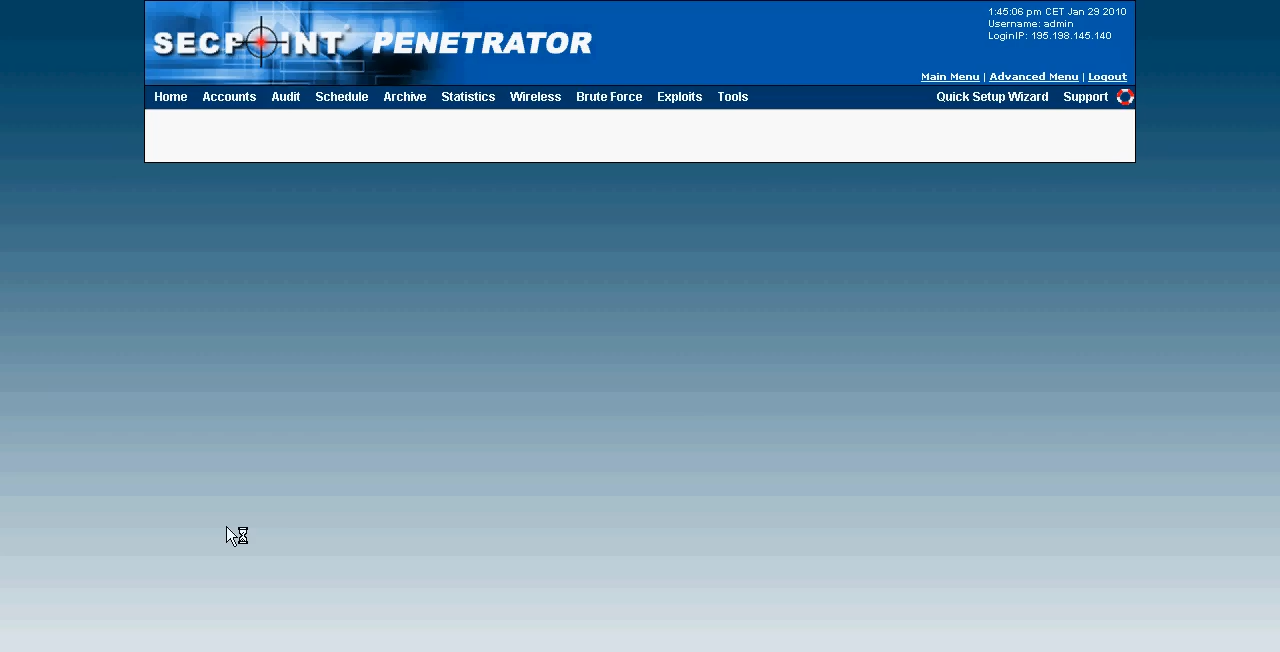 SECPOINT PENETRATOR
1:45:06 pm CET Jan 29 2010
Username: admin
LoginIP: 195.198.145.140
Main Menu | Advanced Menu | Logout
Home Accounts Audit Schedule Archive Statistics Wireless Brute Force Exploits Tools Quick Setup Wizard Support